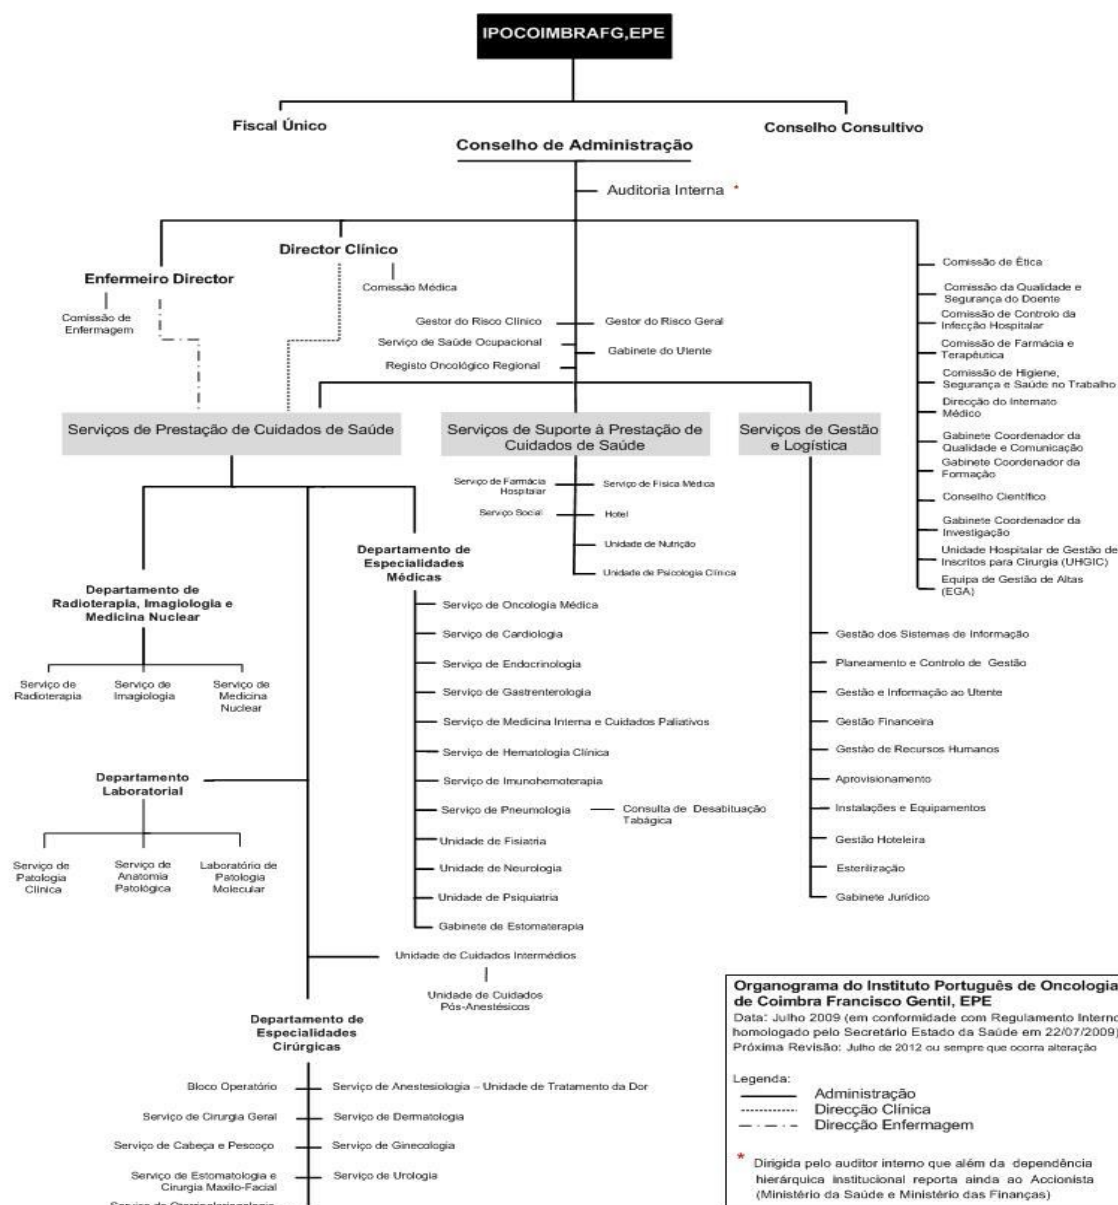 IPOCOIMBRAFG,EPE
Fiscal Único
Conselho Consultivo
Conselho de Administração
Auditoria Interna *
Director Clínico
Enfermeiro Director
Comissão Médica
Comissão de
Enfermagem
Gestor do Risco Clínico
Gestor do Risco Geral
Serviço de Saúde Ocupacional
Gabinete do Utente
Registo Oncológico Regional
Comissão de Ética
Comissão da Qualidade e
Segurança do Doente
Comissão de Controlo da
Infecção Hospitalar
Comissão de Farmácia e
Terapêutica
Comissão de Higiene,
Segurança e Saúde no Trabalho
Direcção do Internato
Médico
Gabinete Coordenador da
Qualidade e Comunicação
Gabinete Coordenador da
Formação
Conselho Científico
Gabinete Coordenador da
Investigação
Unidade Hospitalar de Gestão de
Inscritos para Cirurgia (UHGIC)
Equipa de Gestão de Altas
(EGA)
Serviços de Prestação de Cuidados de Saúde
Serviços de Suporte à Prestação de
Cuidados de Saúde
Serviços de Gestão
e Logística
Serviço de Farmácia
Hospitalar
Serviço de Física Médica
Serviço Social
Hotel
Unidade de Nutrição
Unidade de Psicologia Clínica
Departamento de
Radioterapia, Imagiologia e
Medicina Nuclear
Serviço de
Radioterapia
Serviço de
Imagiologia
Serviço de
Medicina
Nuclear
Departamento de
Especialidades
Médicas
Serviço de Oncologia Médica
Serviço de Cardiologia
Serviço de Endocrinologia
Serviço de Gastrenterologia
Serviço de Medicina Interna e Cuidados Paliativos
Serviço de Hematologia Clínica
Serviço de Imunohemoterapia
Serviço de Pneumologia
Consulta de Desabituação
Tabágica
Unidade de Fisiatria
Unidade de Neurologia
Unidade de Psiquiatria
Gabinete de Estomaterapia
Gestão dos Sistemas de Informação
Planeamento e Controlo de Gestão
Gestão e Informação ao Utente
Gestão Financeira
Gestão de Recursos Humanos
Aprovisionamento
Instalações e Equipamentos
Gestão Hoteleira
Esterilização
Gabinete Jurídico
Departamento
Laboratorial
Serviço de
Patologia
Clínica
Serviço de
Anatomia
Patológica
Laboratório de
Patologia
Molecular
Unidade de Cuidados Intermédios
Unidade de Cuidados
Pós-Anestésicos
Departamento de
Especialidades
Cirúrgicas
Bloco Operatório
Serviço de Anestesiologia – Unidade de Tratamento da Dor
Serviço de Cirurgia Geral
Serviço de Dermatologia
Serviço de Cabeça e Pescoço
Serviço de Ginecologia
Serviço de Estomatologia e
Cirurgia Maxilo-Facial
Serviço de Urologia
Organograma do Instituto Português de Oncologia
de Coimbra Francisco Gentil, EPE
Data: Julho 2009 (em conformidade com Regulamento Interno
homologado pelo Secretário Estado da Saúde em 22/07/2009)
Próxima Revisão: Julho de 2012 ou sempre que ocorra alteração
Legenda:
Administração
Direcção Clínica
Direcção Enfermagem
* Dirigida pelo auditor interno que além da dependência
hierárquica institucional reporta ainda ao Accionista
(Ministério da Saúde e Ministério das Finanças)